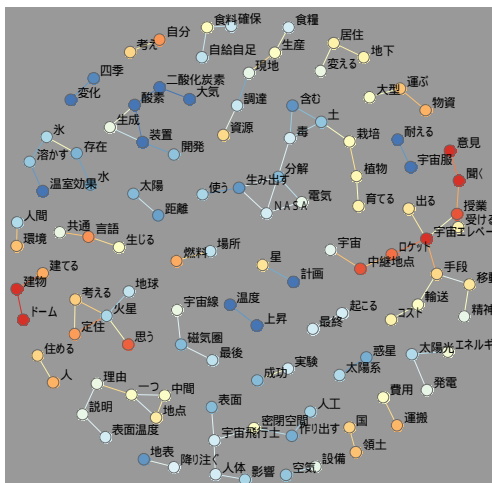 自分
考え
食料
確保
食糧
自給自足
生産
居住
地下
変える
四季
変化
二酸化炭素
大気
酸素
現地
大型
運ぶ
物資
生成
装置
開発
調達
資源
含む
土
毒
栽培
耐える
宇宙服
意見
聞く
氷
存在
溶かす
水
温室効果
太陽
距離
使う
生み出す
分解
植物
育てる
NASA
電気
出る
授業
受ける
宇宙エレベー
人間
環境
共通
言語
生じる
場所
燃料
宇宙
ロケット
中継地点
建てる
星
計画
手段
移動
建物
ドーム
考える
地球
火星
定住
思う
宇宙線
磁気圏
最後
温度
上昇
起こる
最終
輸送
コスト
精神
住める
人
実験
成功
惑星
太陽系
太陽光
エネルギ
発電
理由
一つ
中間
説明
地点
表面温度
表面
密閉空間
宇宙飛行士
人工
作り出す
費用
運搬
国
領土
地表
降り注ぐ
人体
影響
空気
設備